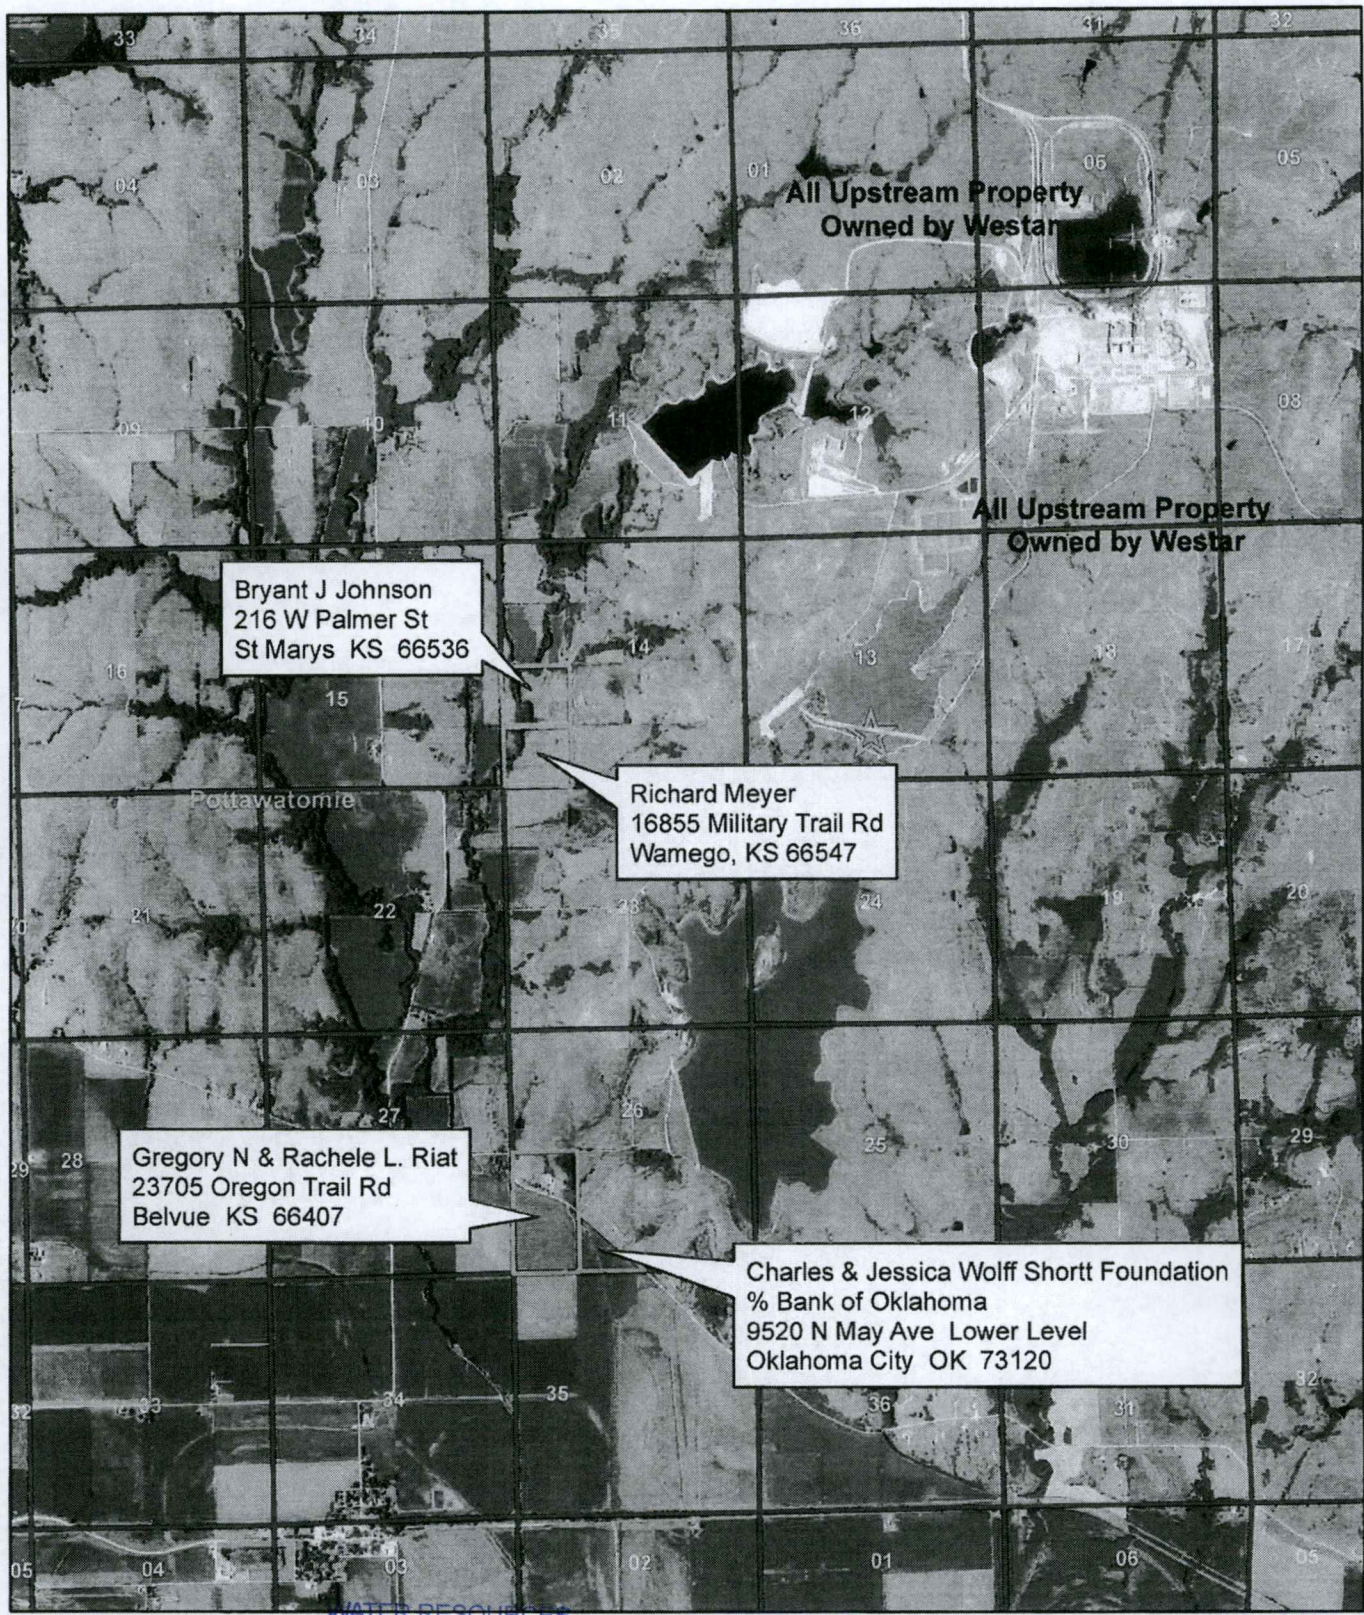 33 34 35 36 31 32
04 03 02 01 06 05
All Upstream Property
Owned by Westar
09 10 11 12 08
All Upstream Property
Owned by Westar
Bryant J Johnson
216 W Palmer St
St Marys KS 66536
16 15 14 13 18 17
Richard Meyer
16855 Military Trail Rd
Wamego, KS 66547
Pottawatomie
21 22 23 24 19 20
29 28 27 26 25 30 29
Gregory N & Rachele L. Riat
23705 Oregon Trail Rd
Belvue KS 66407
Charles & Jessica Wolff Shortt Foundation
% Bank of Oklahoma
9520 N May Ave Lower Level
Oklahoma City OK 73120
32 33 34 35 36 31 32
05 04 03 02 01 06 05
WATER RESOURCES